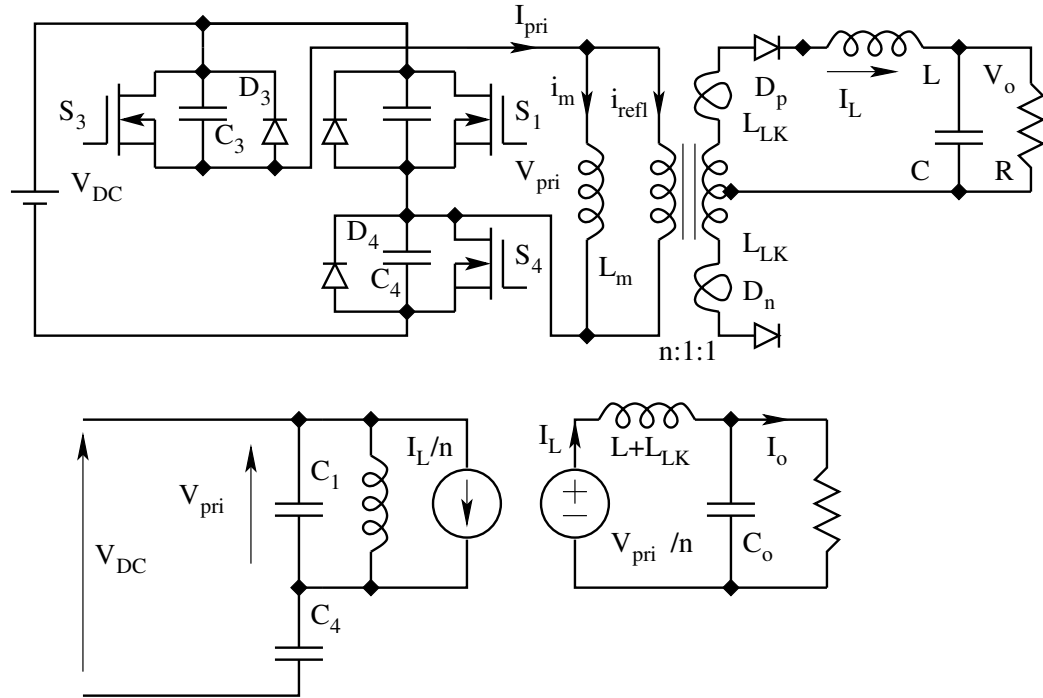 I_pri
D_3
S_3
C_3
S_1
V_DC
V_pri
i_m
i_refl
D_p
L_LK
I_L
L
V_o
C
R
D_4
C_4
S_4
L_m
L_LK
D_n
n:1:1
V_DC
V_pri
C_1
I_L/n
C_4
I_L
L+L_LK
I_o
V_pri /n
C_o